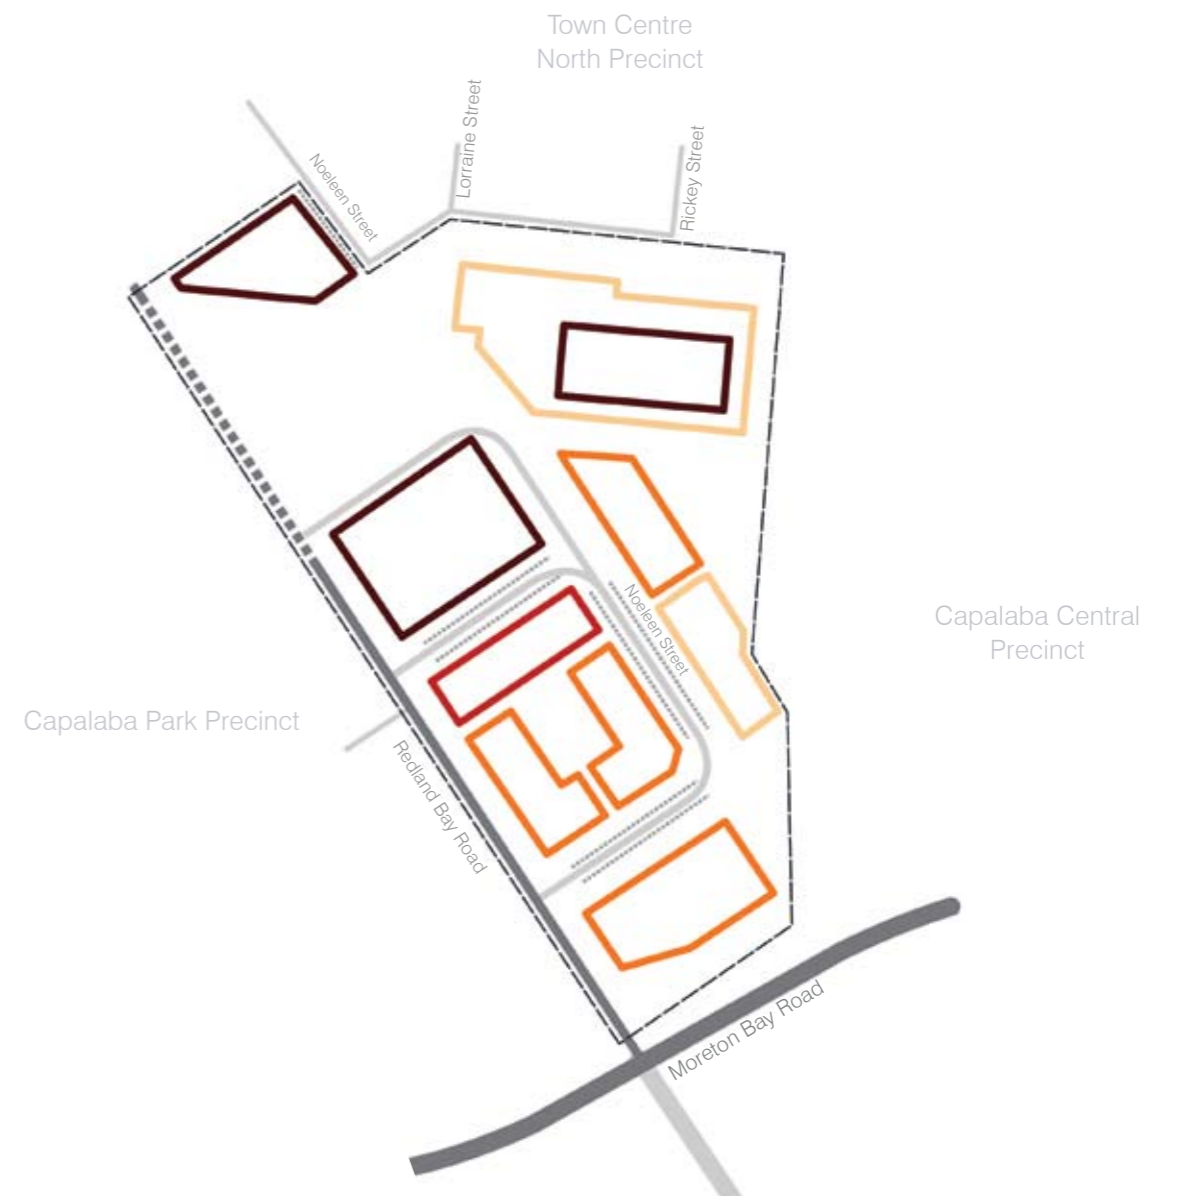 Town Centre
North Precinct
Lorraine Street
Rickey Street
Noeleen Street
Noeleen Street
Capalaba Central
Precinct
Capalaba Park Precinct
Redland Bay Road
Moreton Bay Road